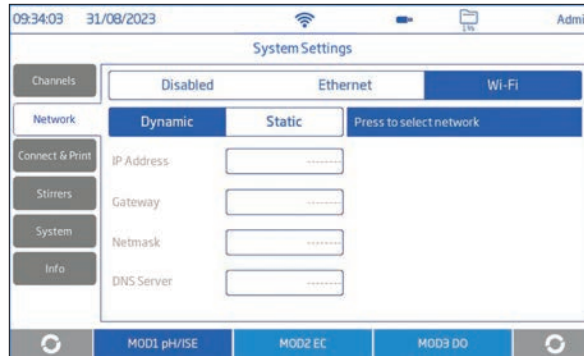 09:34:03 31/08/2023 1% Admi
System Settings
Channels Disabled Ethernet Wi-Fi
Network Dynamic Static Press to select network
Connect & Print IP Address --------
Stirrers Gateway --------
System Netmask --------
Info DNS Server --------
MOD1 pH/ISE MOD2 EC MOD3 DO